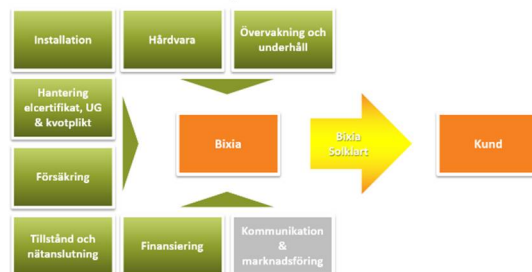 Installation
Hårdvara
Övervakning och
underhåll
Hantering
elcertifikat, UG
& kvotplikt
Bixia
Bixia
Solklart
Kund
Försäkring
Tillstånd och
nätanslutning
Finansiering
Kommunikation
&
marknadsföring